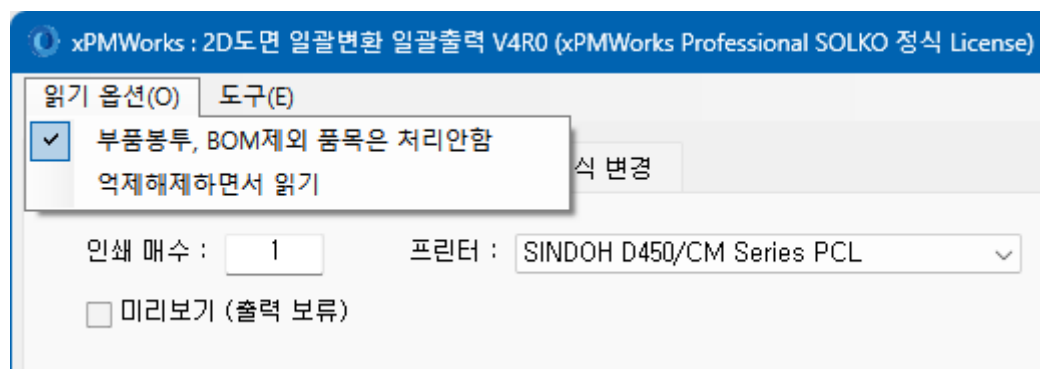 xPMWorks : 2D도면 일괄변환 일괄출력 V4R0 (xPMWorks Professional SOLKO 정식 License)
읽기 옵션(O) 도구(E)
부품봉투, BOM제외 품목은 처리안함
식 변경
억제해제하면서 읽기
인쇄 매수 : 1 프린터 : SINDOH D450/CM Series PCL
미리보기 (출력 보류)